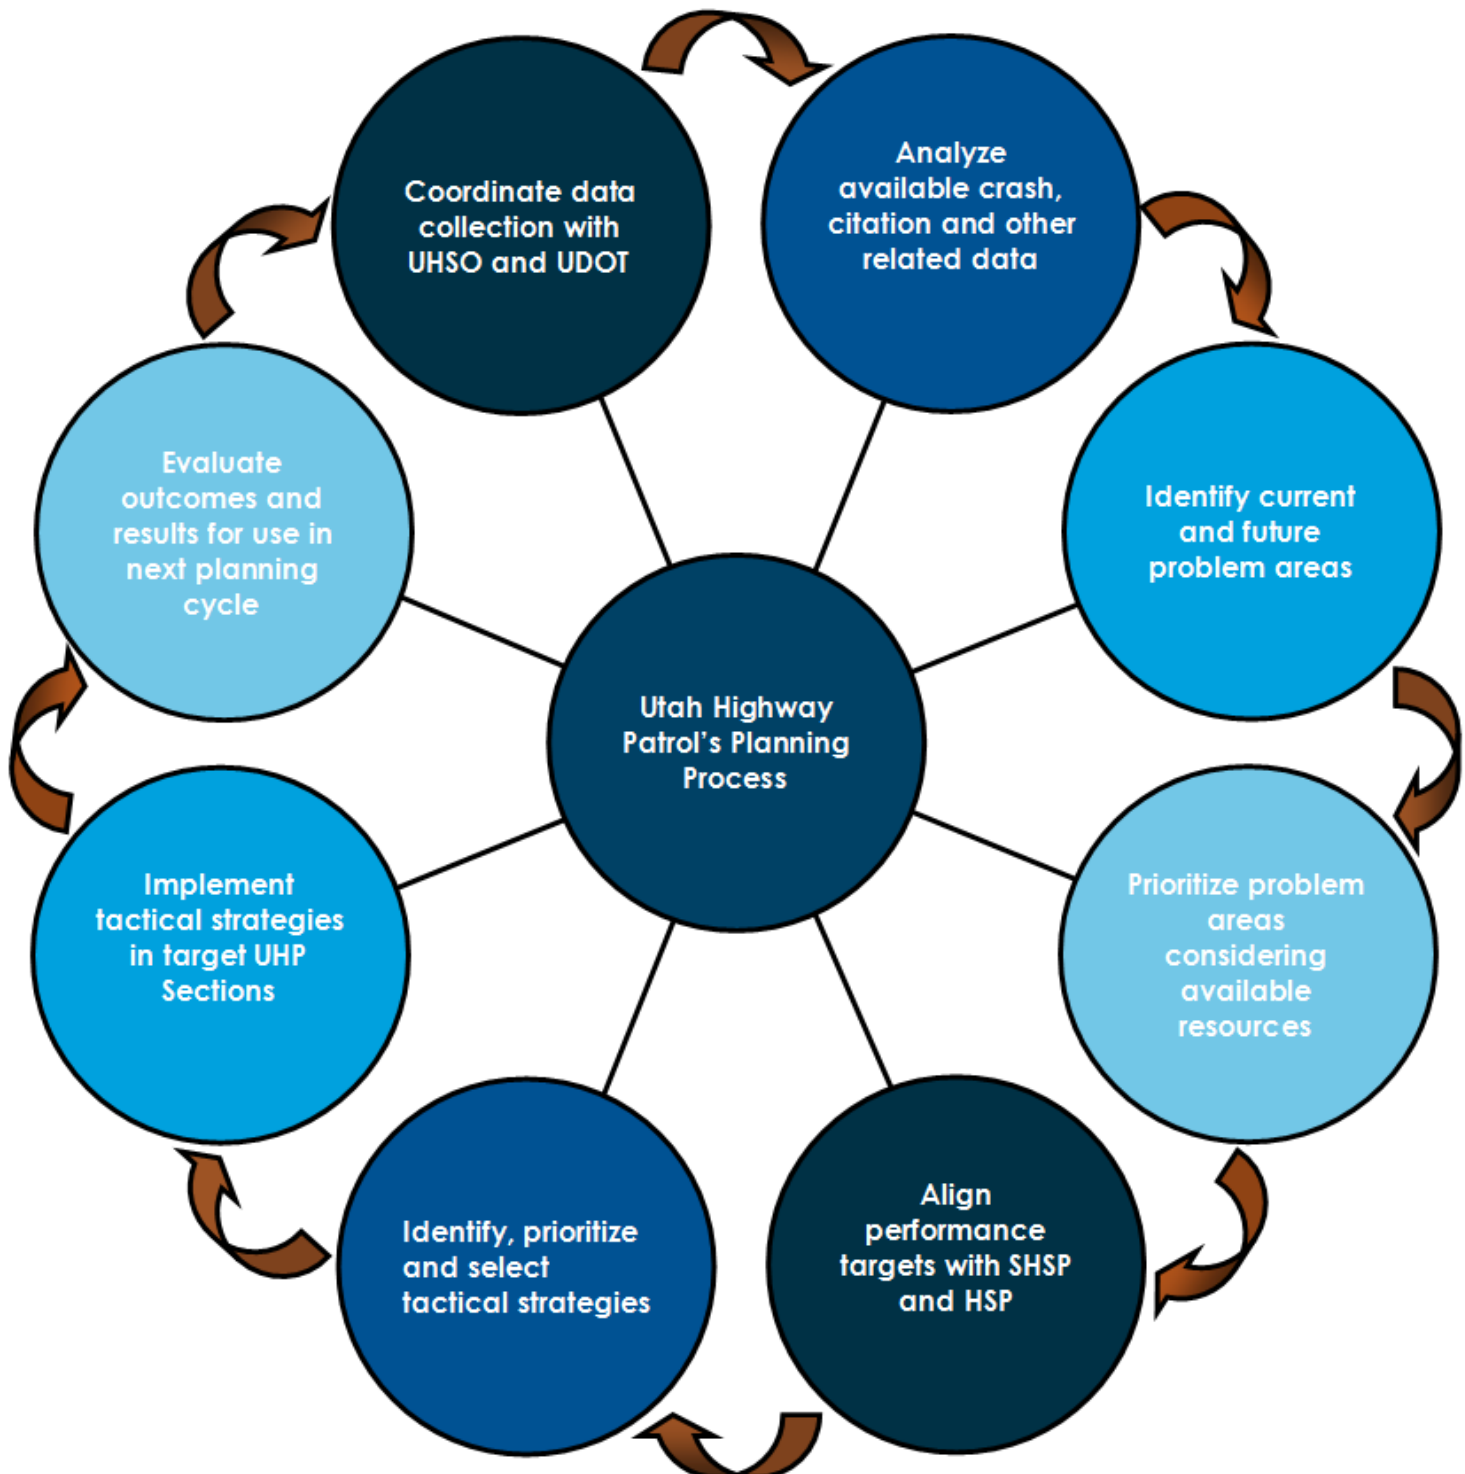 Coordinate data
collection with
UHSO and UDOT
Analyze
available crash,
citation and other
related data
Identify current
and future
problem areas
Prioritize problem
areas
considering
available
resources
Align
performance
targets with SHSP
and HSP
Identify, prioritize
and select
tactical strategies
Implement
tactical strategies
in target UHP
Sections
Evaluate
outcomes and
results for use in
next planning
cycle
Utah Highway
Patrol’s Planning
Process